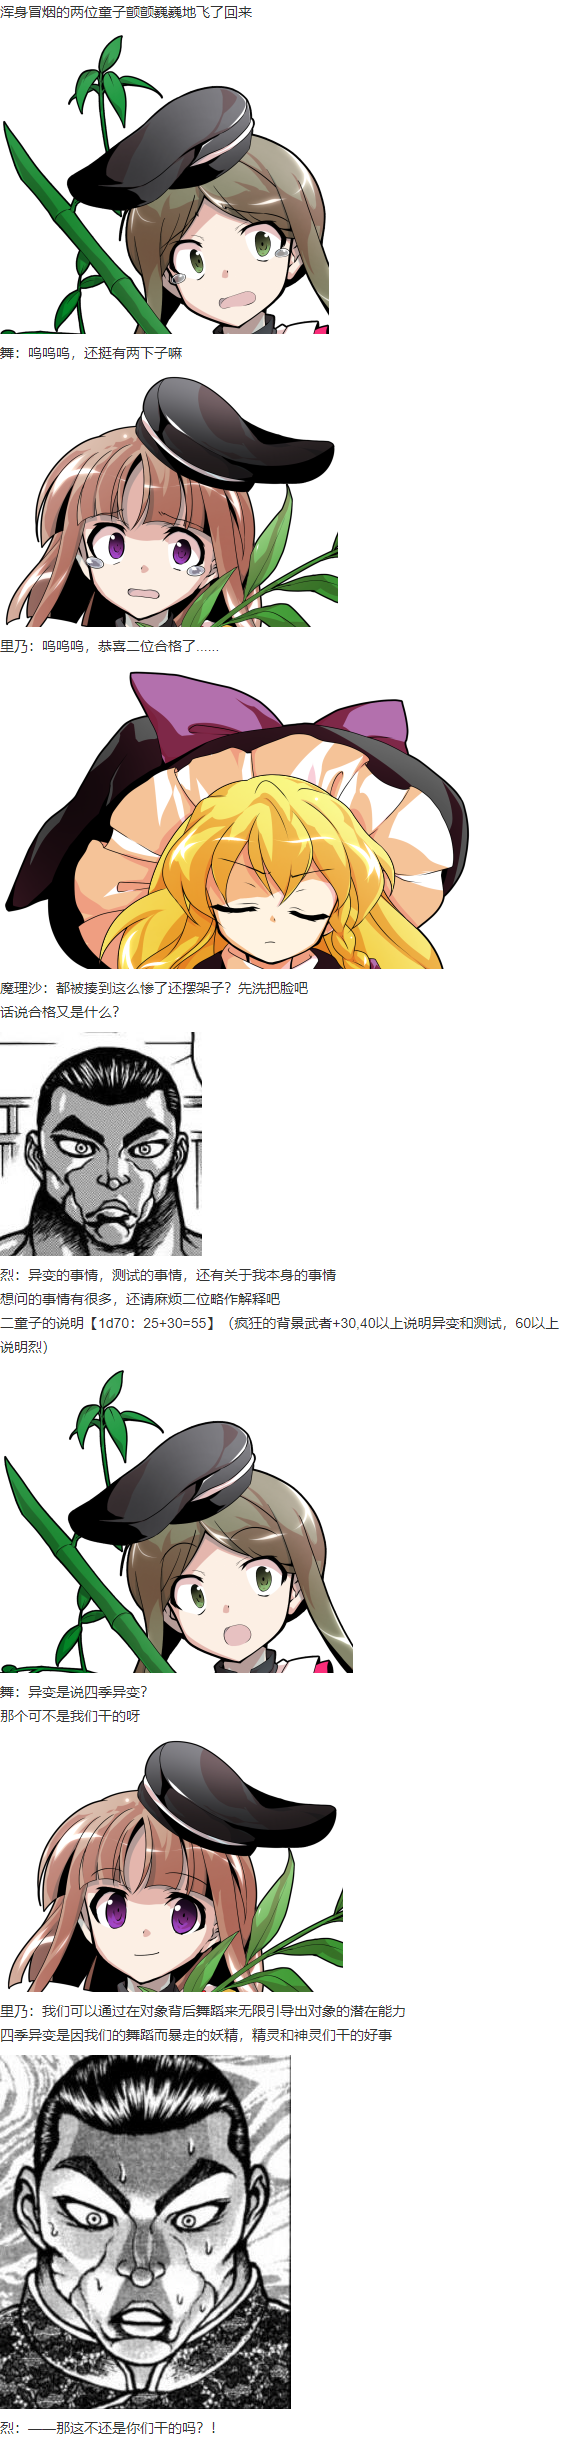 浑身冒烟的两位童子颤颤巍巍地飞了回来
舞：呜呜呜，还挺有两下子嘛
里乃：呜呜呜，恭喜二位合格了......
魔理沙：都被揍到这么惨了还摆架子？先洗把脸吧
话说合格又是什么？
烈：异变的事情，测试的事情，还有关于我本身的事情
想问的事情有很多，还请麻烦二位略作解释吧
二童子的说明【1d70：25+30=55】（疯狂的背景武者+30,40以上说明异变和测试，60以上
说明烈）
舞：异变是说四季异变？
那个可不是我们干的呀
里乃：我们可以通过在对象背后舞蹈来无限引导出对象的潜在能力
四季异变是因我们的舞蹈而暴走的妖精，精灵和神灵们干的好事
烈：——那这不还是你们干的吗？！